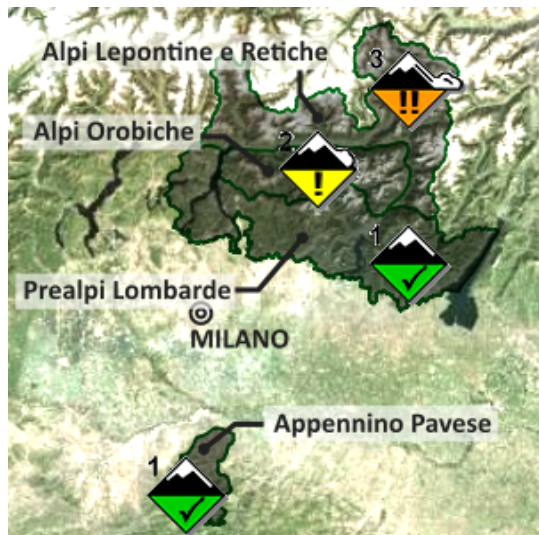 Alpi Lepontine e Retiche
3
!!
Alpi Orobiche
2
!
1
Prealpi Lombarde
MILANO
Appennino Pavese
1